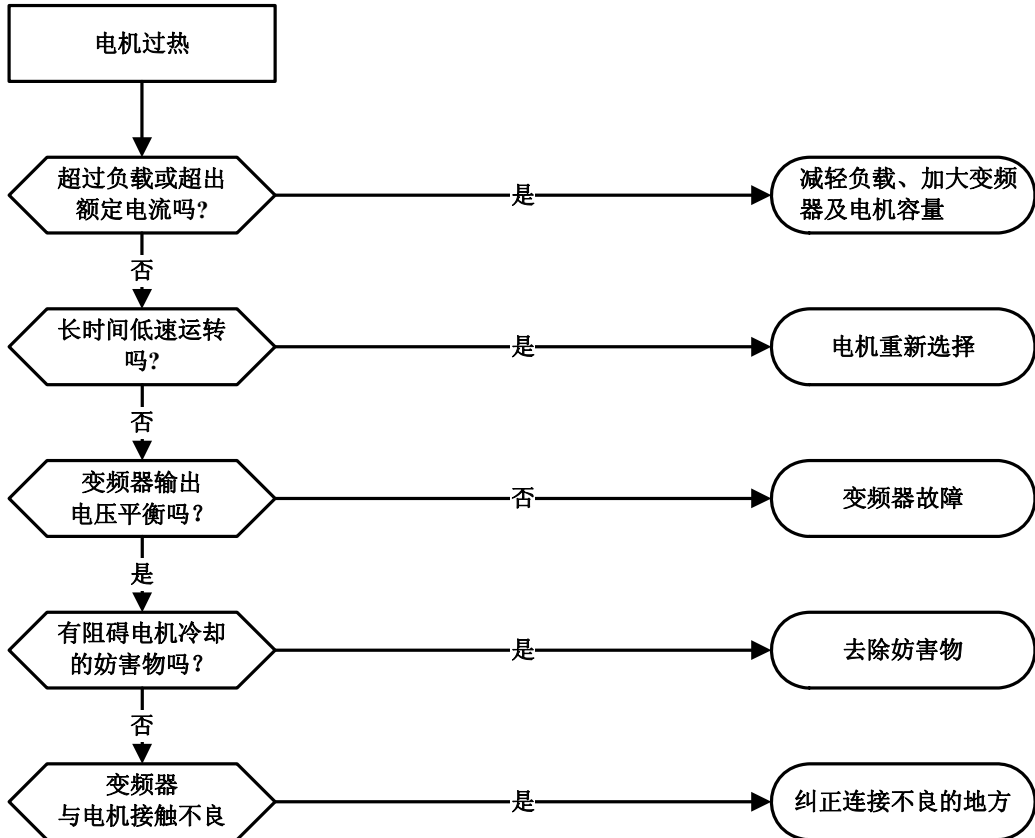 电机过热
超过负载或超出
额定电流吗?
是
减轻负载、加大变频
器及电机容量
否
长时间低速运转
吗?
是
电机重新选择
否
变频器输出
电压平衡吗？
否
变频器故障
是
有阻碍电机冷却
的妨害物吗？
是
去除妨害物
否
变频器
与电机接触不良
是
纠正连接不良的地方